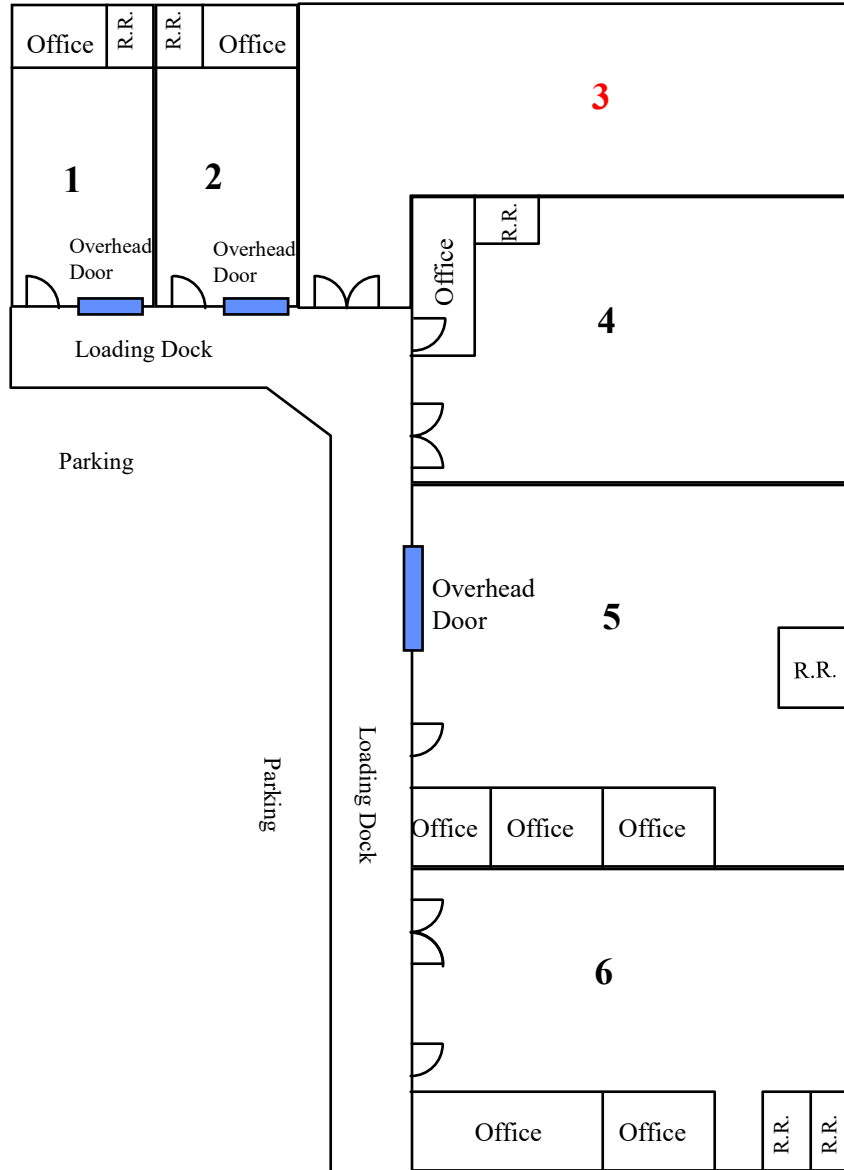 Office
R.R.
R.R.
Office
3
1
2
Overhead
Door
Overhead
Door
R.R.
Office
4
Loading Dock
Parking
Overhead
Door
5
R.R.
Parking
Loading Dock
Office
Office
Office
6
Office
Office
R.R.
R.R.